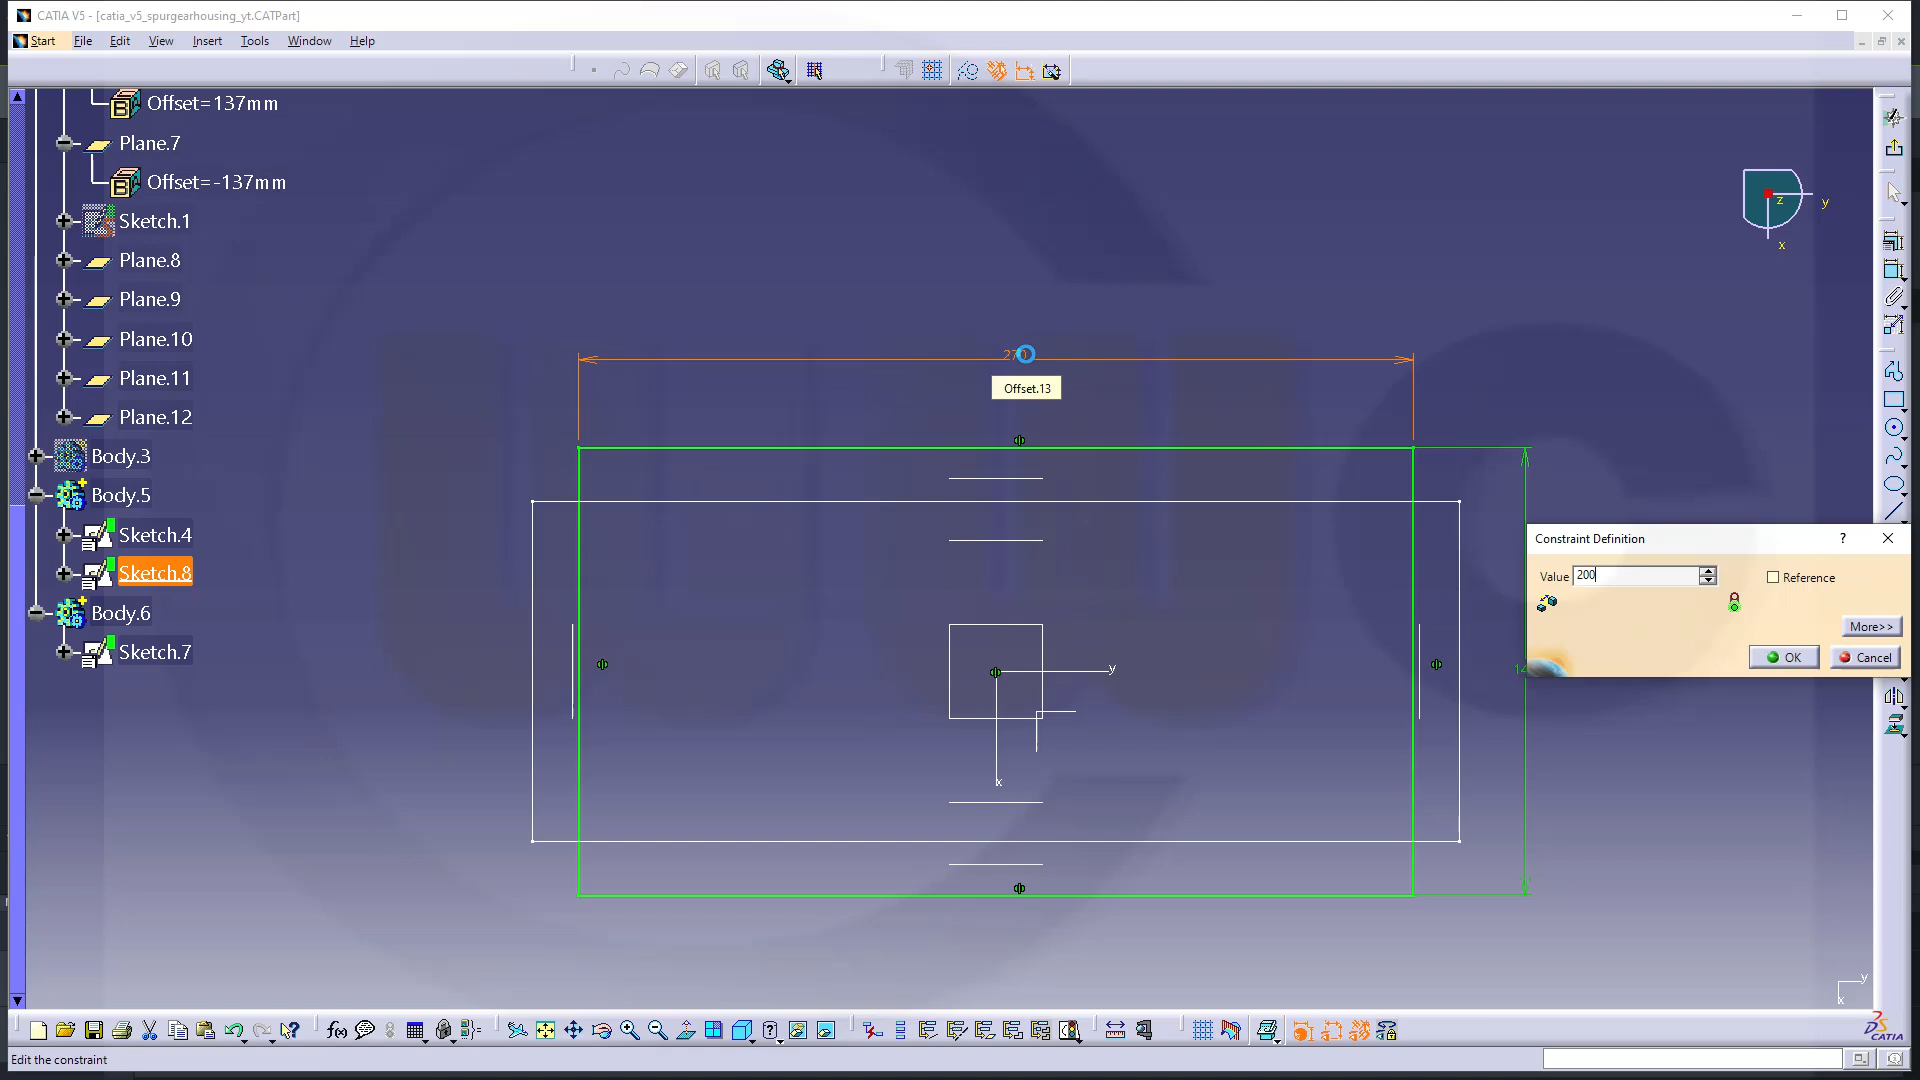 CATIA V5 - [catia_v5_spurgearhousing_yt.CATPart]
Start File Edit View Insert Tools Window Help
Offset=137mm
Plane.7
Offset=-137mm
Sketch.1
Plane.8
Plane.9
Plane.10
Plane.11
Plane.12
Body.3
Body.5
Sketch.4
Sketch.8
Body.6
Sketch.7
z
y
x
Offset.13
y
x
Constraint Definition
Value 200
Reference
More>>
OK Cancel
y
x
CATIA
Edit the constraint